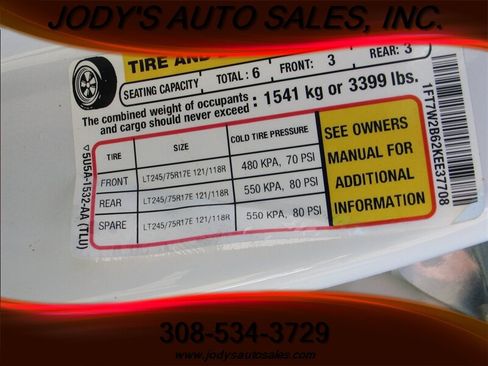 JODY'S AUTO SALES, INC.
TIRE AND
SEATING CAPACITY TOTAL : 6 FRONT: 3 REAR: 3
The combined weight of occupants
and cargo should never exceed : 1541 kg or 3399 lbs.
TIRE SIZE COLD TIRE PRESSURE
FRONT LT245/75R17E 121/118R 480 KPA, 70 PSI
REAR LT245/75R17E 121/118R 550 KPA, 80 PSI
SPARE LT245/75R17E 121/118R 550 KPA, 80 PSI
SEE OWNERS
MANUAL FOR
ADDITIONAL
INFORMATION
5U5A-1532-AA (TLU)
1FT7W2B62KEE37708
308-534-3729
www.jodysautosales.com